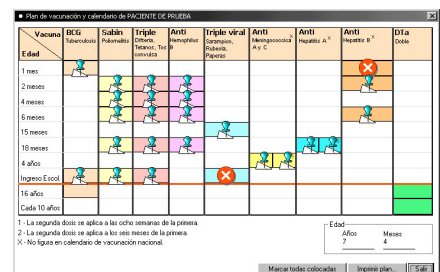 Plan de vacunación y calendario de PACIENTE DE PRUEBA
Vacuna
Edad
BCG
Tuberculosis
Sabin
Poliomielitis
Triple
Difteria,
Tetanos, Tos
convulsa
Anti
Hemophilus
B
Triple viral
Sarampion,
Rubeola,
Paperas
Anti
Meningococcica X
A y C
Anti
Hepatitis A X
Anti
Hepatitis B X
DTa
Doble
1 mes
2 meses
4 meses
6 meses
15 meses
18 meses
4 años
Ingreso Escol.
16 años
Cada 10 años
1 - La segunda dosis se aplica a las ocho semanas de la primera.
2 - La segunda dosis se aplica a los seis meses de la primera.
X - No figura en calendario de vacunación nacional.
Edad
Años Meses
7 4
Marcar todas colocadas Imprimir plan... Salir